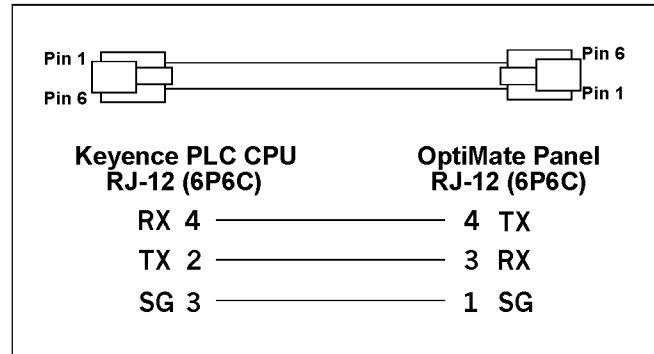 Pin 1
Pin 6
Pin 6
Pin 1
Keyence PLC CPU
RJ-12 (6P6C)
OptiMate Panel
RJ-12 (6P6C)
RX 4 4 TX
TX 2 3 RX
SG 3 1 SG